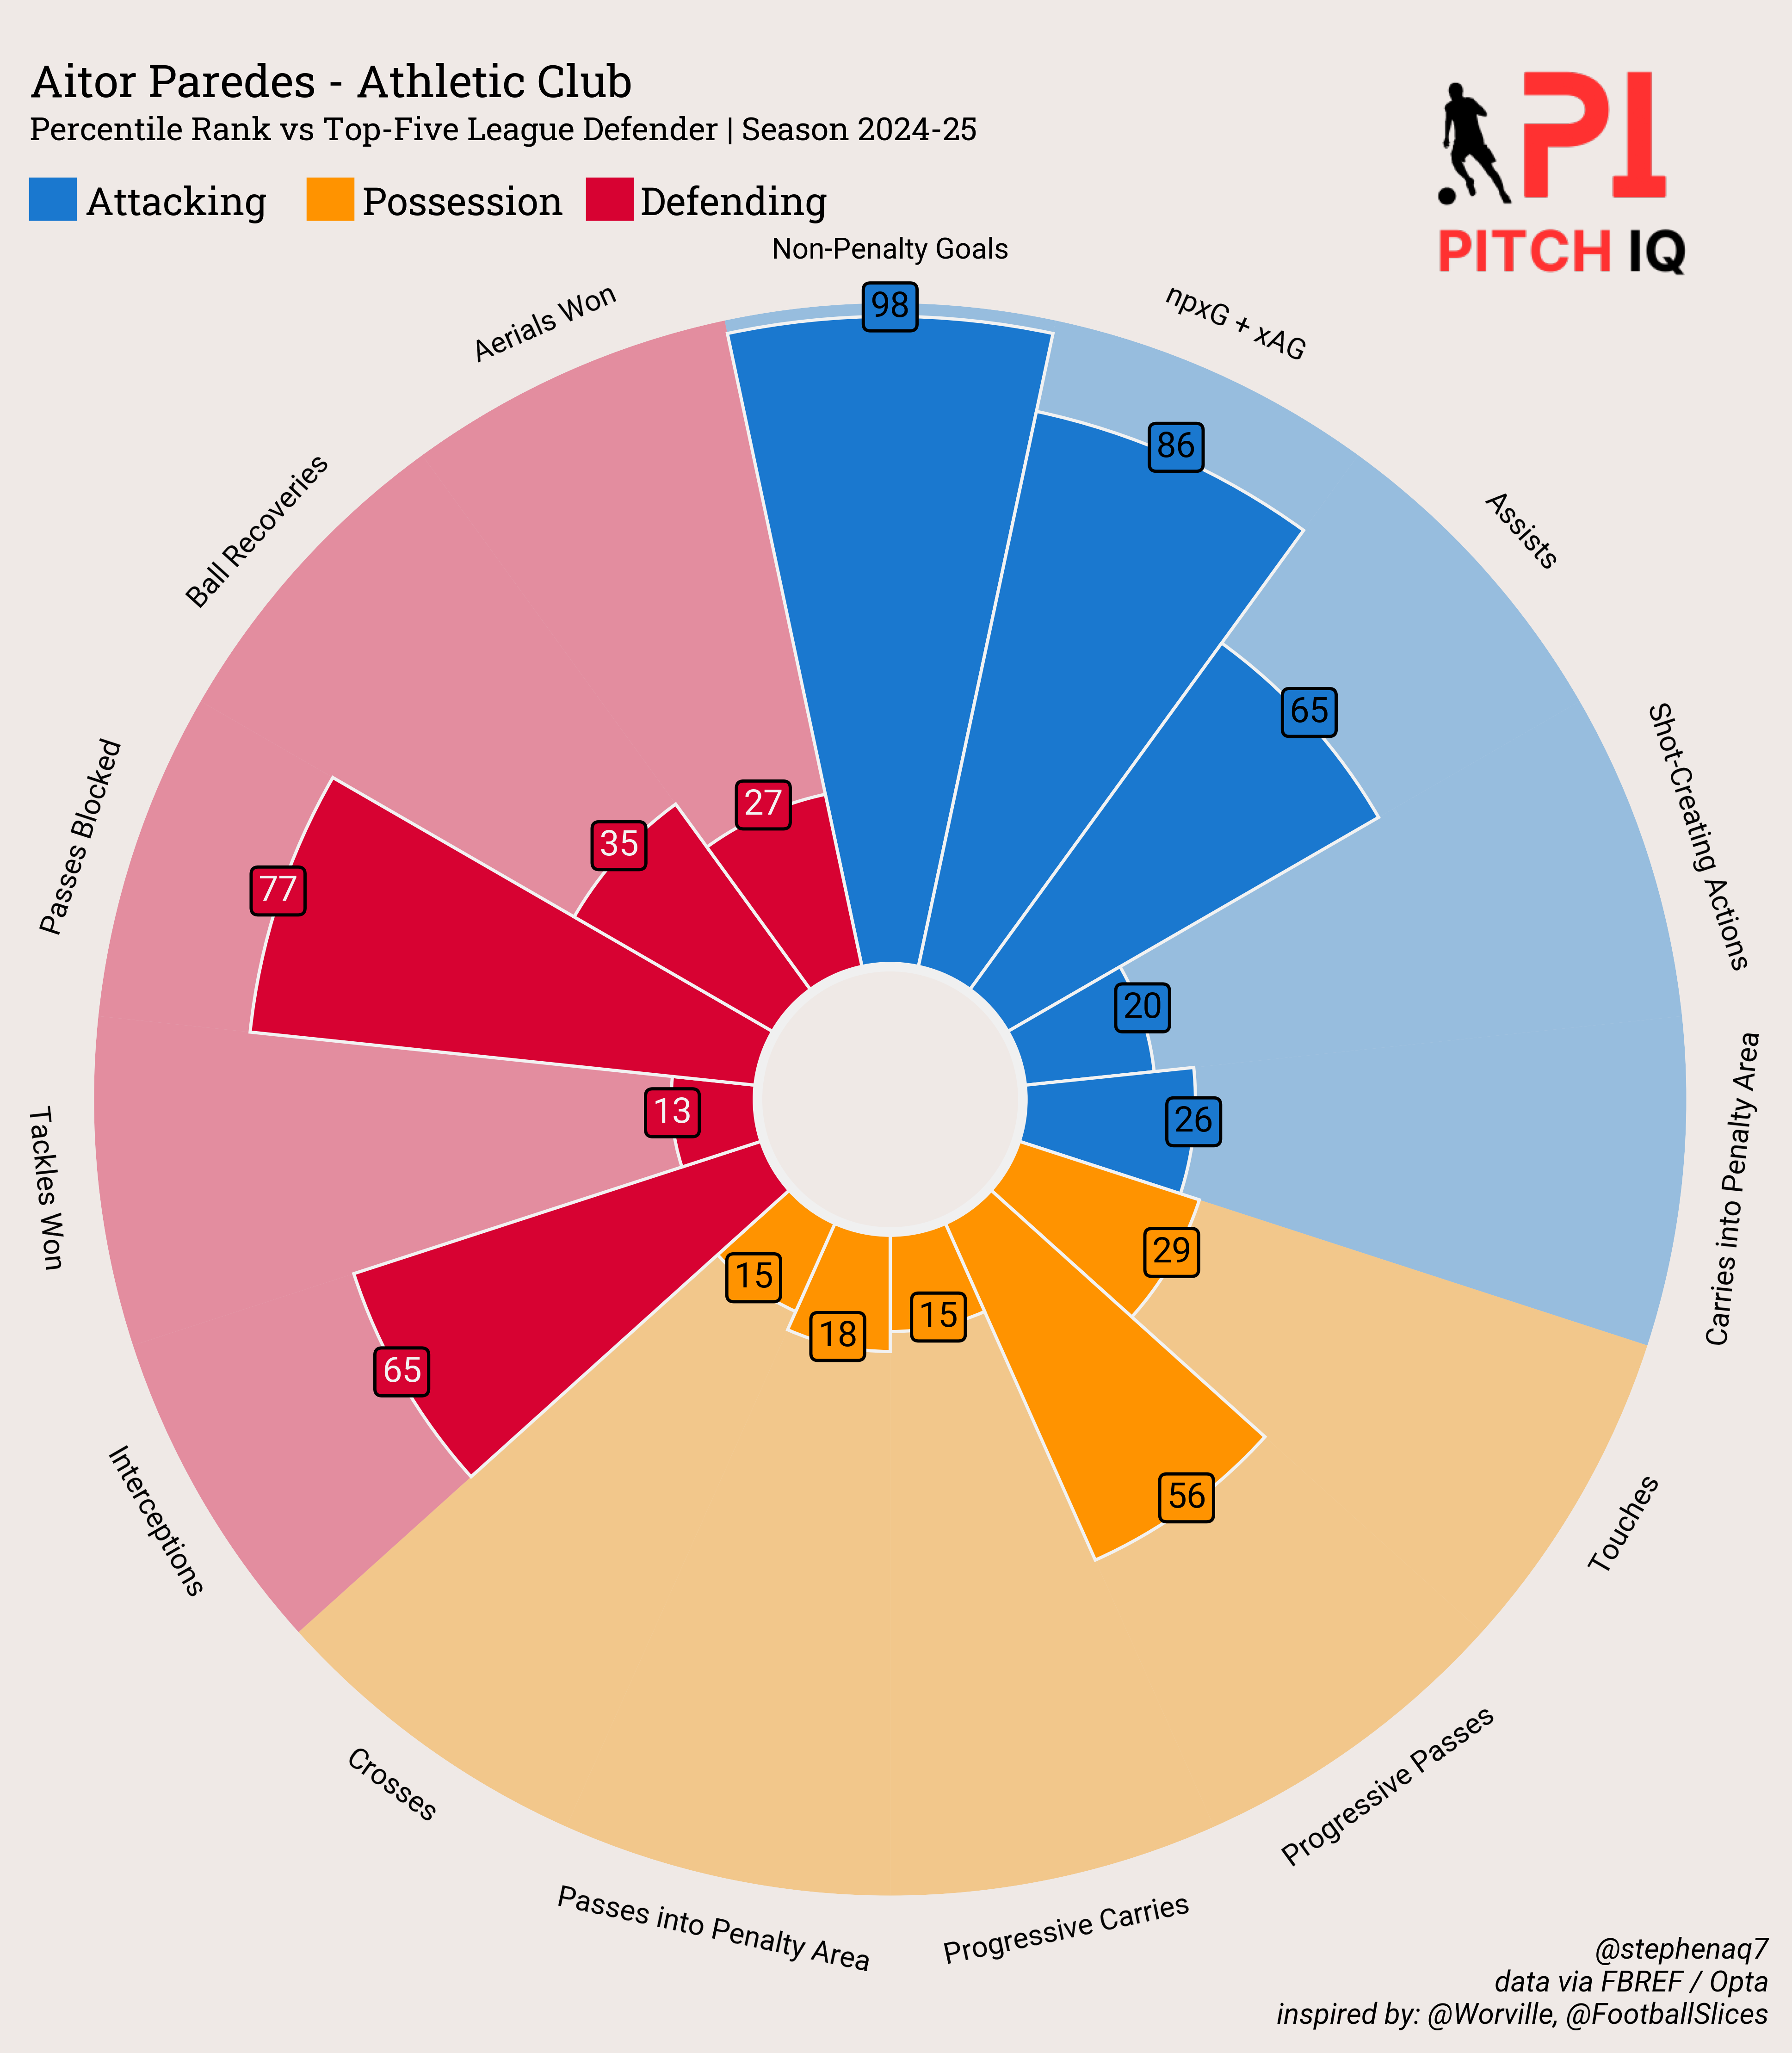 Aitor Paredes - Athletic Club
Percentile Rank vs Top-Five League Defender | Season 2024-25
Attacking
Possession
Defending
PI
PITCH IQ
Non-Penalty Goals
98
npxG + xAG
86
Assists
65
Shot-Creating Actions
20
Carries into Penalty Area
26
Touches
29
Progressive Passes
56
Progressive Carries
15
Passes into Penalty Area
18
Crosses
15
Interceptions
65
Tackles Won
13
Passes Blocked
77
Ball Recoveries
35
Aerials Won
27
@stephenaq7
data via FBREF / Opta
inspired by: @Worville, @FootballSlices